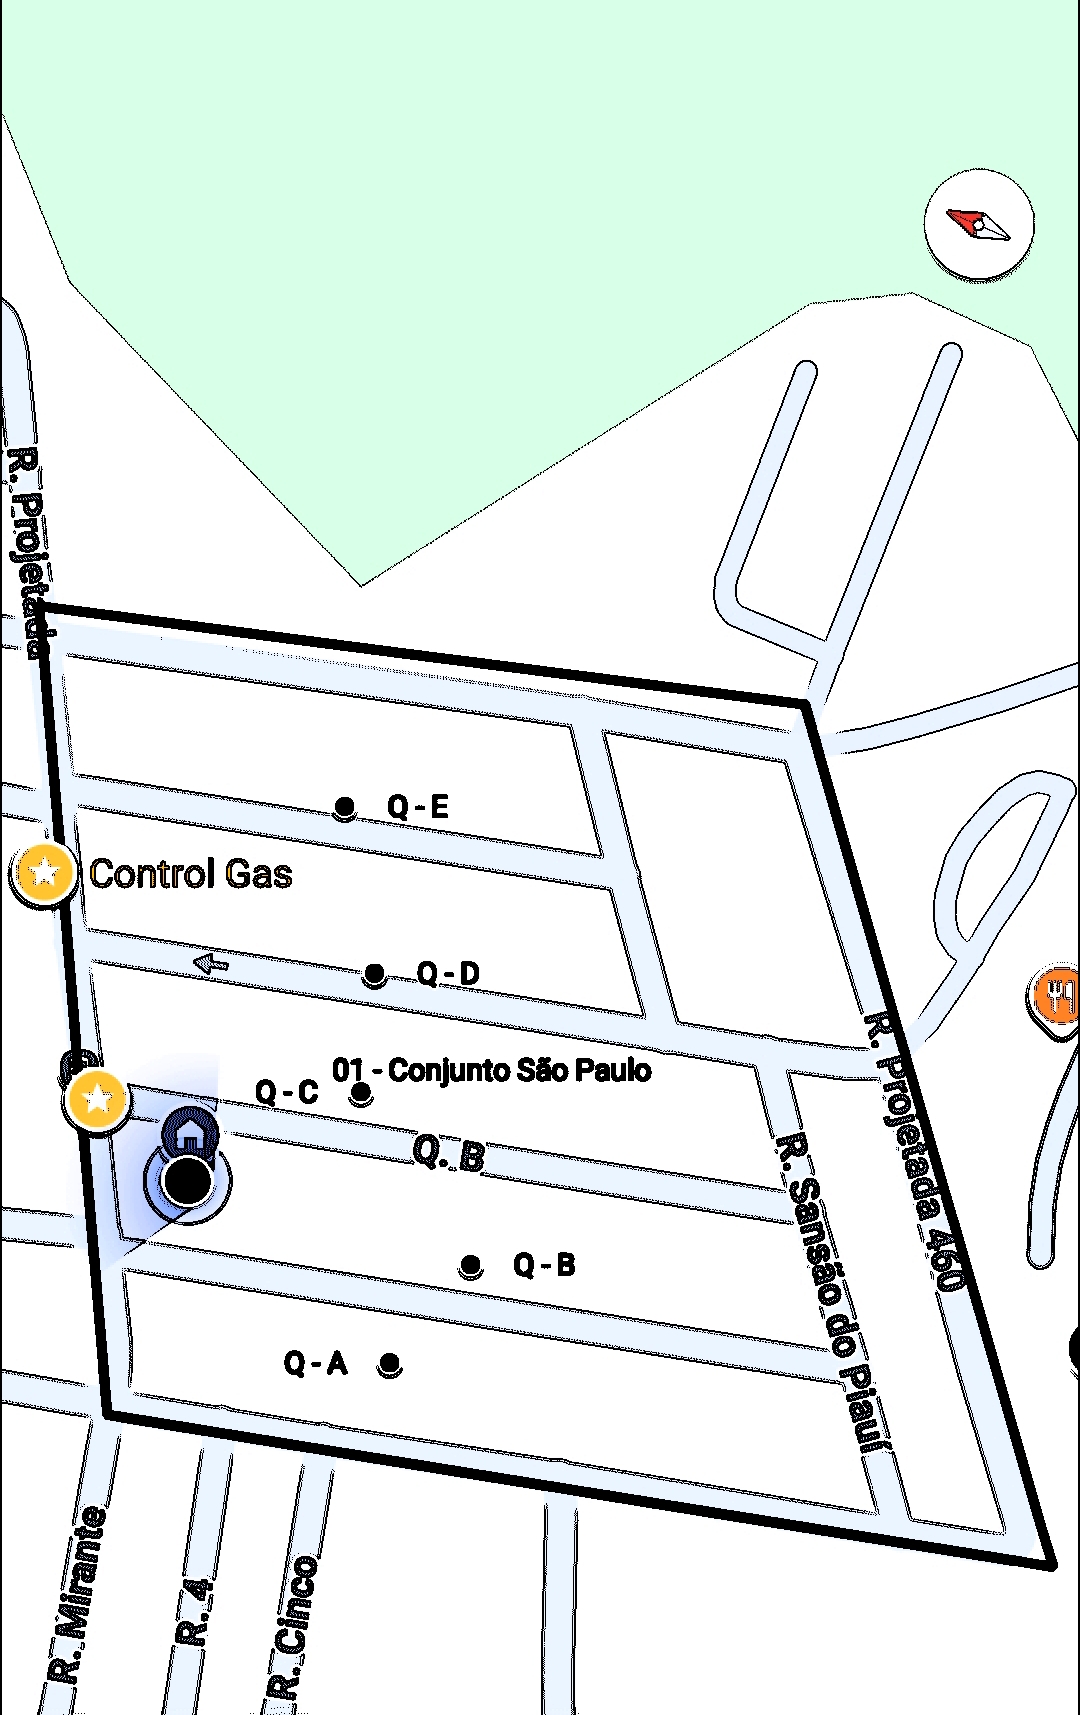 R. Projetada 460
R. Sansão do Piauí
01 - Conjunto São Paulo
Q - B
Q. B
Q - D
Q - E
Q - C
Q - A
R. Cinco
Control Gas
R. 4
R. Mirante
R. Projetada